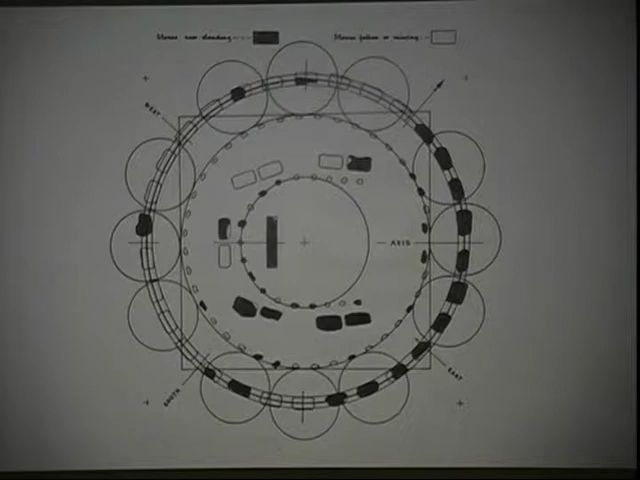 Stones now standing
Stones fallen or missing
WEST
AXIS
SOUTH
EAST